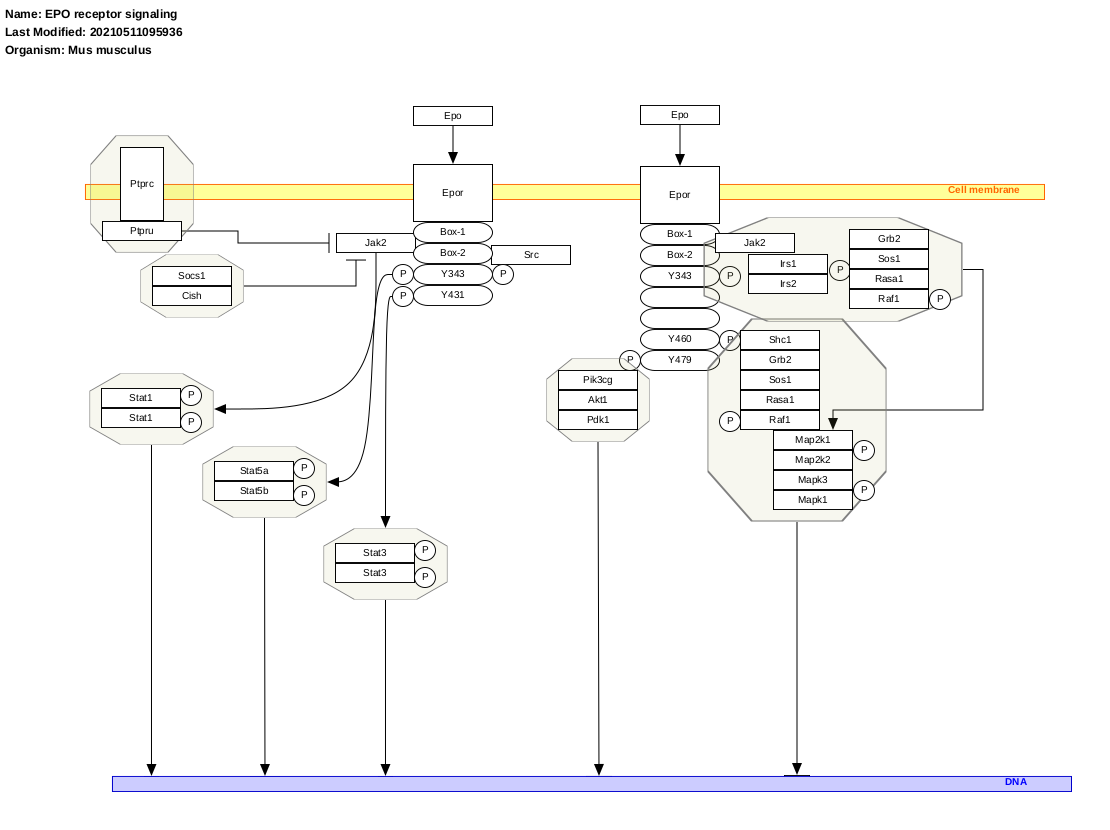 Name: EPO receptor signaling
Last Modified: 20210511095936
Organism: Mus musculus
Epo
Epo
Ptprc
Cell membrane
Epor
Epor
Ptpru
Box-1
Box-1
Jak2
Jak2
Grb2
Box-2
Src
Box-2
Sos1
Irs1
Socs1
P
Y343
P
Y343
P
P
Rasa1
Irs2
Cish
P
Y431
Raf1
P
Y460
P
Shc1
P
Y479
Grb2
Pik3cg
Sos1
Stat1
P
Akt1
Rasa1
Stat1
P
Pdk1
P
Raf1
Map2k1
P
Map2k2
Stat5a
P
Mapk3
Stat5b
P
P
Mapk1
Stat3
P
Stat3
P
DNA